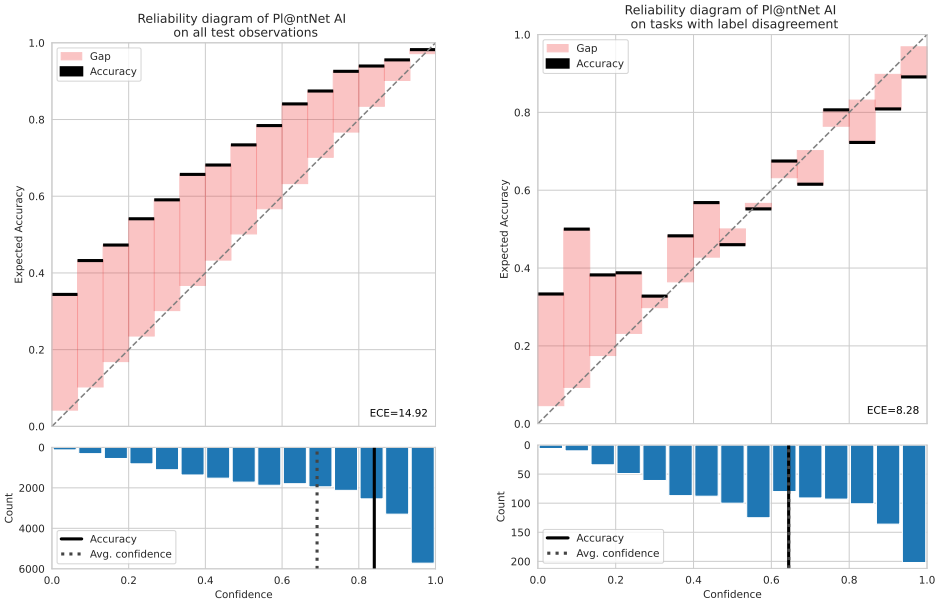 Reliability diagram of Pl@ntNet AI
on all test observations
Gap
Accuracy
Expected Accuracy
1.0
0.8
0.6
0.4
0.2
0.0
ECE=14.92
Count
0
2000
4000
6000
Accuracy
Avg. confidence
0.0 0.2 0.4 0.6 0.8 1.0
Confidence
Reliability diagram of Pl@ntNet AI
on tasks with label disagreement
Gap
Accuracy
Expected Accuracy
1.0
0.8
0.6
0.4
0.2
0.0
ECE=8.28
Count
0
50
100
150
200
Accuracy
Avg. confidence
0.0 0.2 0.4 0.6 0.8 1.0
Confidence